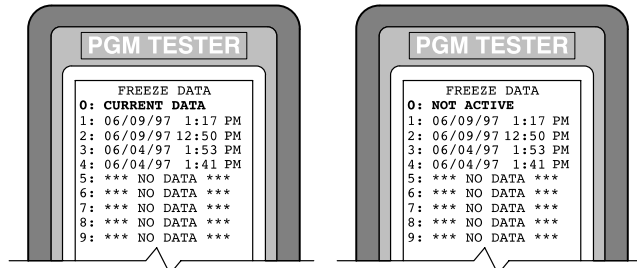 PGM TESTER
FREEZE DATA
0: CURRENT DATA
1: 06/09/97 1:17 PM
2: 06/09/97 12:50 PM
3: 06/04/97 1:53 PM
4: 06/04/97 1:41 PM
5: *** NO DATA ***
6: *** NO DATA ***
7: *** NO DATA ***
8: *** NO DATA ***
9: *** NO DATA ***
PGM TESTER
FREEZE DATA
0: NOT ACTIVE
1: 06/09/97 1:17 PM
2: 06/09/97 12:50 PM
3: 06/04/97 1:53 PM
4: 06/04/97 1:41 PM
5: *** NO DATA ***
6: *** NO DATA ***
7: *** NO DATA ***
8: *** NO DATA ***
9: *** NO DATA ***